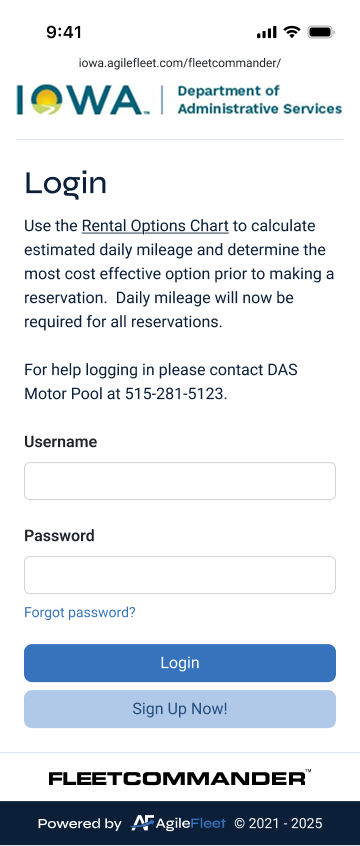 9:41
iowa.agilefleet.com/fleetcommander/
IOWA™ Department of
Administrative Services
Login
Use the Rental Options Chart to calculate
estimated daily mileage and determine the
most cost effective option prior to making a
reservation.  Daily mileage will now be
required for all reservations.
For help logging in please contact DAS
Motor Pool at 515-281-5123.
Username
Password
Forgot password?
Login
Sign Up Now!
FLEETCOMMANDER™
Powered by AF AgileFleet © 2021 - 2025